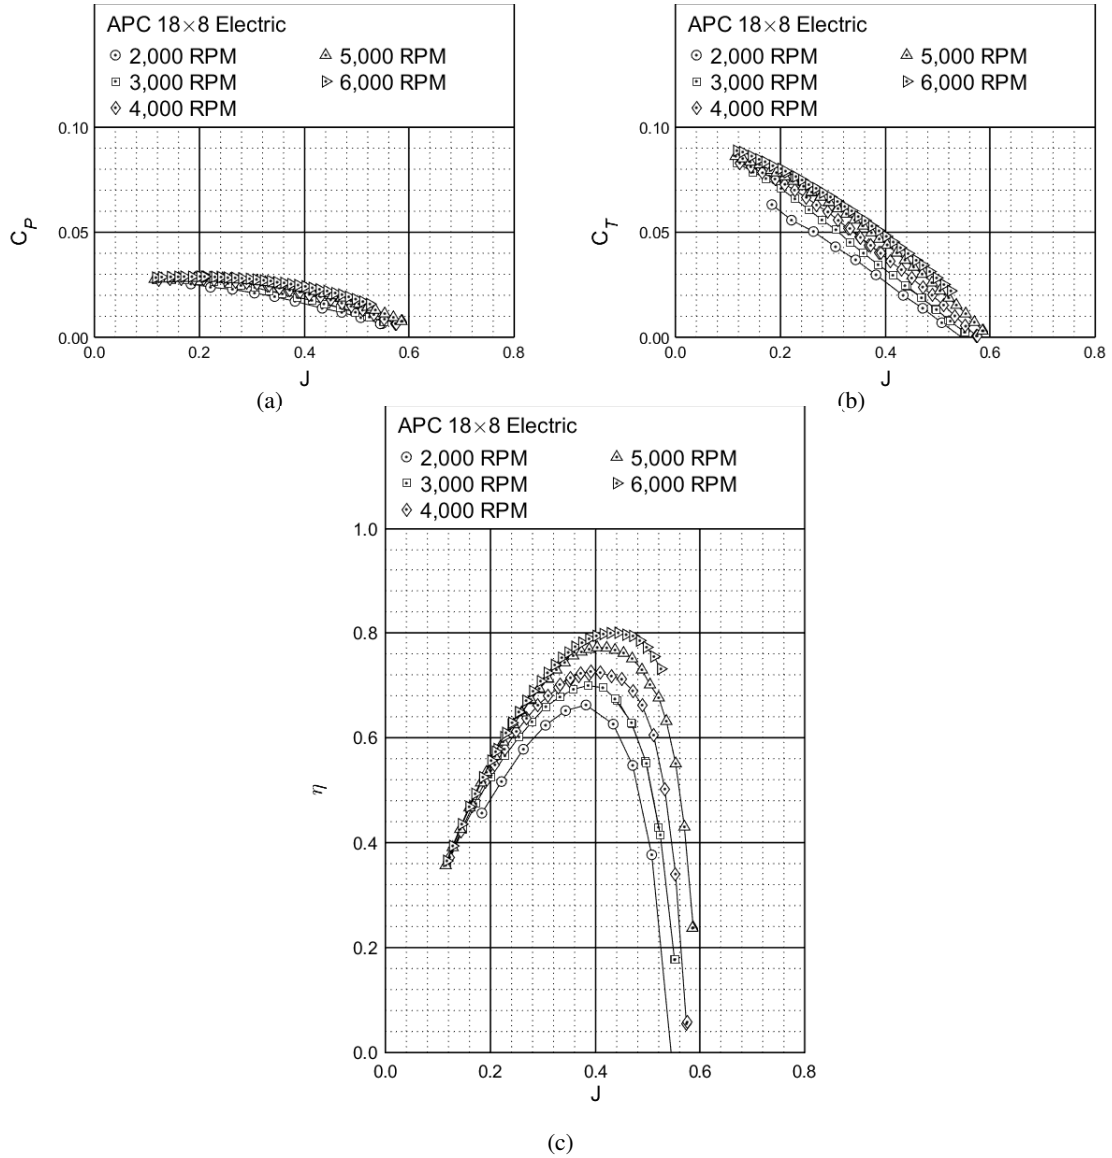 APC 18×8 Electric
2,000 RPM
5,000 RPM
3,000 RPM
6,000 RPM
4,000 RPM
0.10
0.05
0.00
C_P
0.0 0.2 0.4 0.6 0.8
J
(a)
APC 18×8 Electric
2,000 RPM
5,000 RPM
3,000 RPM
6,000 RPM
4,000 RPM
0.10
0.05
0.00
C_T
0.0 0.2 0.4 0.6 0.8
J
(b)
APC 18×8 Electric
2,000 RPM
5,000 RPM
3,000 RPM
6,000 RPM
4,000 RPM
1.0
0.8
0.6
0.4
0.2
0.0
η
0.0 0.2 0.4 0.6 0.8
J
(c)